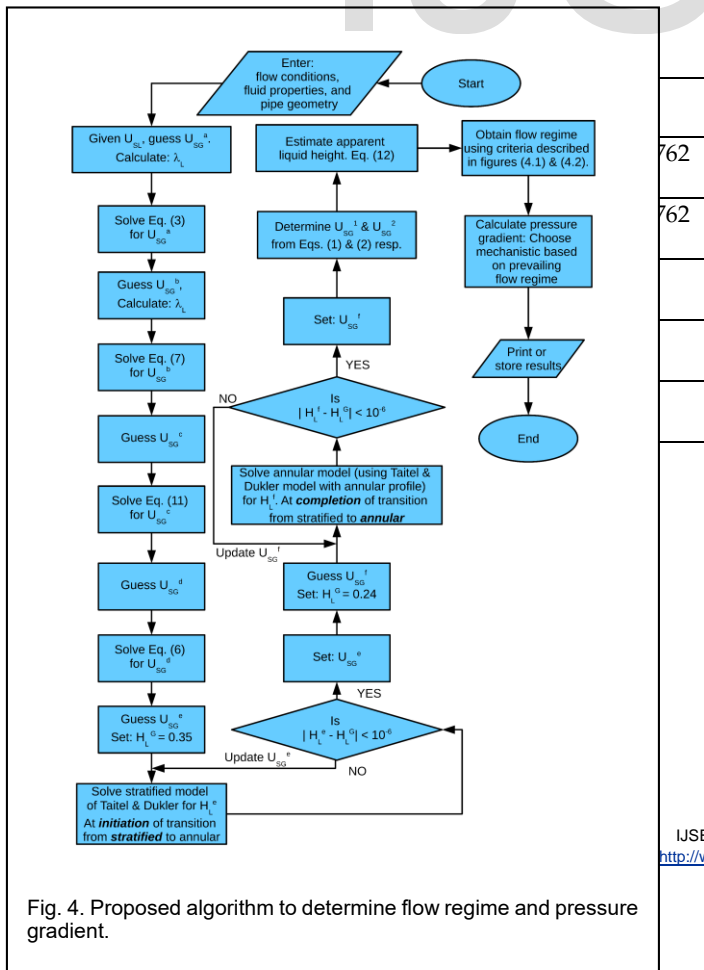 Start
Enter:
flow conditions,
fluid properties, and
pipe geometry
Given U_SL, guess U_SG^a.
Calculate: λ_L
Solve Eq. (3)
for U_SG^a
Guess U_SG^b,
Calculate: λ_L
Solve Eq. (7)
for U_SG^b
Guess U_SG^c
Solve Eq. (11)
for U_SG^c
Guess U_SG^d
Solve Eq. (6)
for U_SG^d
Guess U_SG^e
Set: H_L^G = 0.35
Solve stratified model
of Taitel & Dukler for H_L^e
At initiation of transition
from stratified to annular
Is
| H_L^e - H_L^G| < 10^-6
NO
Update U_SG^e
YES
Set: U_SG^e
Guess U_SG^f
Set: H_L^G = 0.24
Update U_SG^f
Solve annular model (using Taitel &
Dukler model with annular profile)
for H_L^f. At completion of transition
from stratified to annular
Is
| H_L^f - H_L^G| < 10^-6
NO
YES
Set: U_SG^f
Determine U_SG^1 & U_SG^2
from Eqs. (1) & (2) resp.
Estimate apparent
liquid height. Eq. (12)
Obtain flow regime
using criteria described
in figures (4.1) & (4.2).
Calculate pressure
gradient: Choose
mechanistic based
on prevailing
flow regime
Print or
store results
End
Fig. 4. Proposed algorithm to determine flow regime and pressure
gradient.
762
762
IJSE
http://w